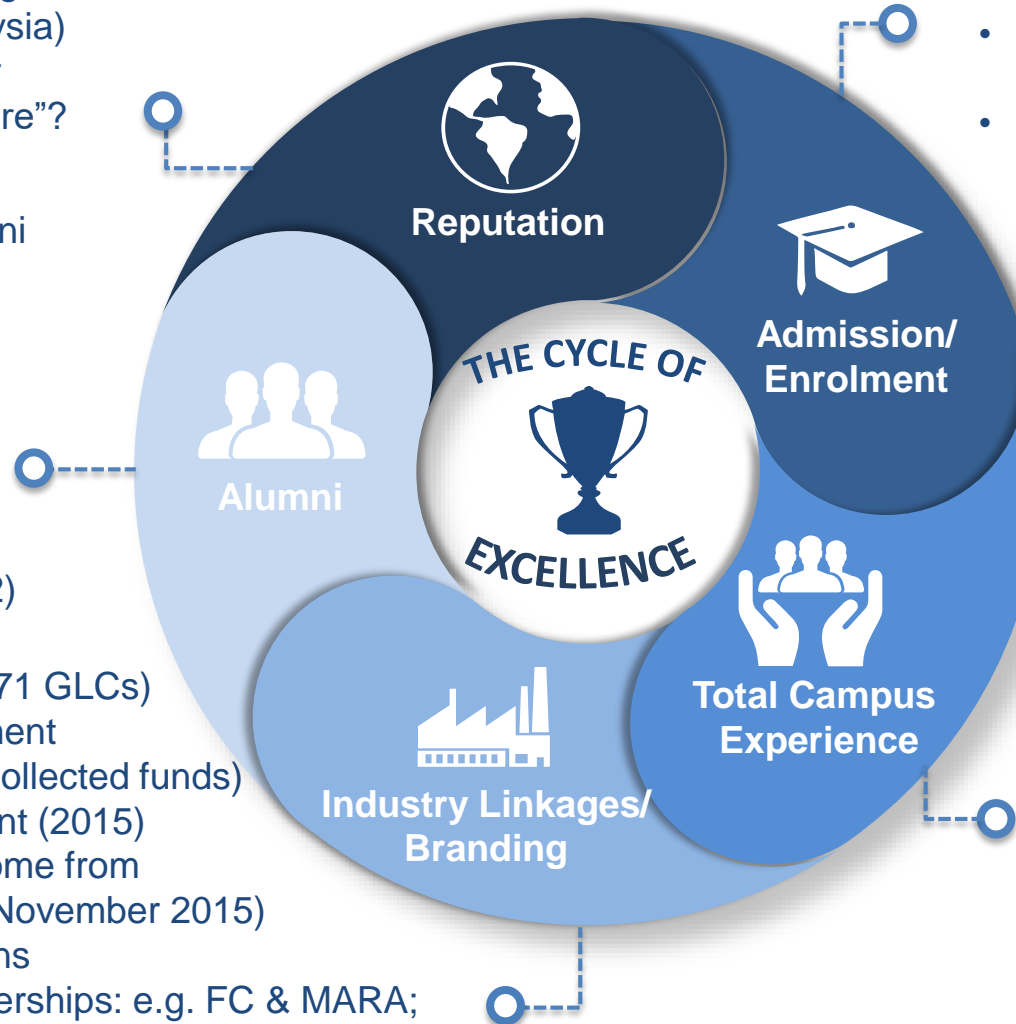 ysia)
re"?
ni
2)
71 GLCs)
nent
ollected funds)
nt (2015)
ome from
November 2015)
ns
erships: e.g. FC & MARA;
Reputation
Admission/
Enrolment
THE CYCLE OF
EXCELLENCE
Alumni
Total Campus
Experience
Industry Linkages/
Branding
•
•